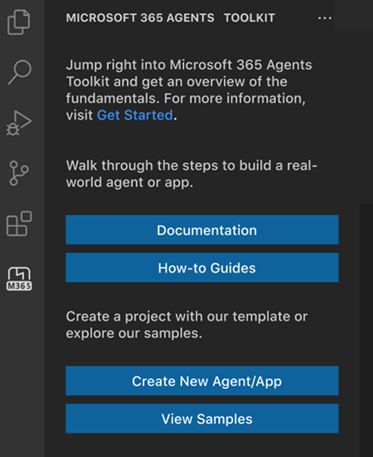 MICROSOFT 365 AGENTS TOOLKIT ...
Jump right into Microsoft 365 Agents
Toolkit and get an overview of the
fundamentals. For more information,
visit Get Started.
Walk through the steps to build a real-
world agent or app.
Documentation
How-to Guides
M365
Create a project with our template or
explore our samples.
Create New Agent/App
View Samples